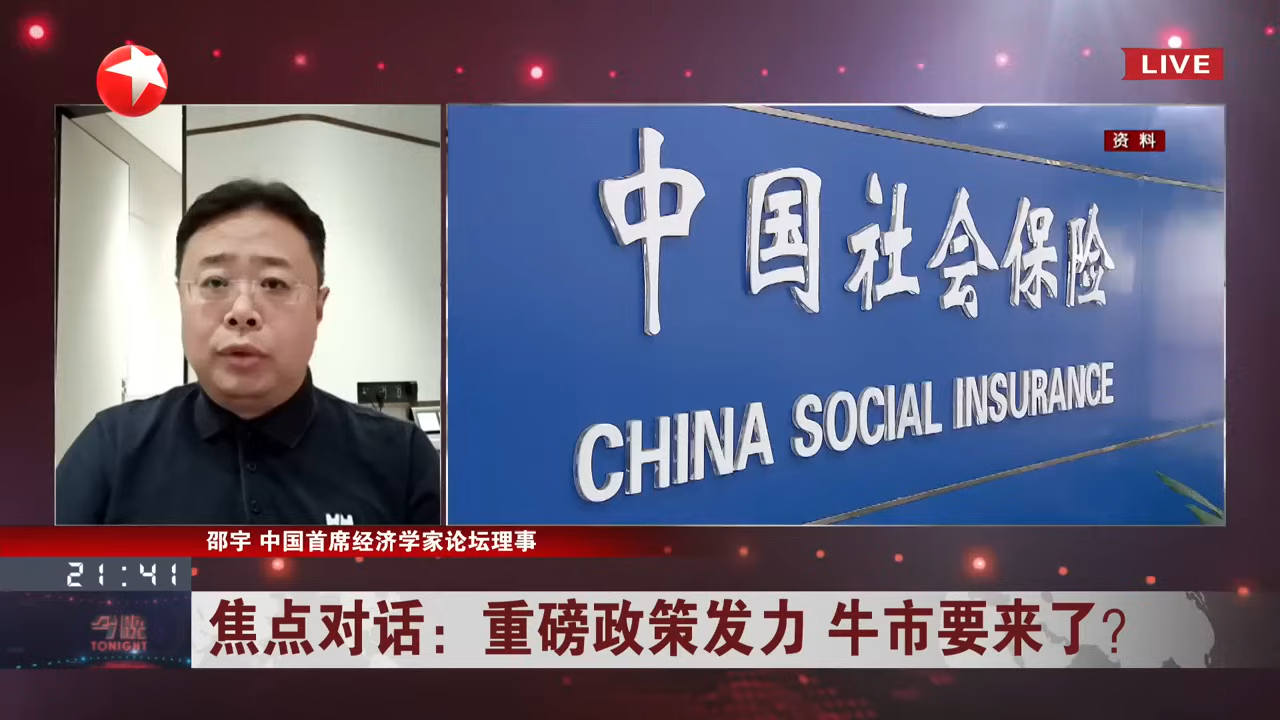 LIVE
资 料
中国社会保险
CHINA SOCIAL INSURANCE
邵宇 中国首席经济学家论坛理事
21:41
今晚
TONIGHT
焦点对话：重磅政策发力 牛市要来了?